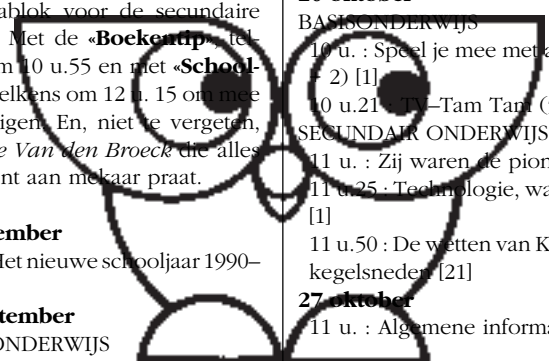 ablok voor de secundaire
Met de «Boekentip», tel-
m 10 u.55 en met «School-
elkens om 12 u. 15 om mee
igen. En, niet te vergeten,
e Van den Broeck die alles
nt aan mekaar praat.
ember
Het nieuwe schooljaar 1990–
tember
ONDERWIJS
BASISONDERWIJS
10 u. : Speel je mee met a
– 2) [1]
10 u.21 : TV–Tam Tam (
SECUNDAIR ONDERWIJS
11 u. : Zij waren de pion
11 u.25 : Technologie, wa
[1]
11 u.50 : De wetten van K
kegelsneden [21]
27 oktober
11 u. : Algemene informa